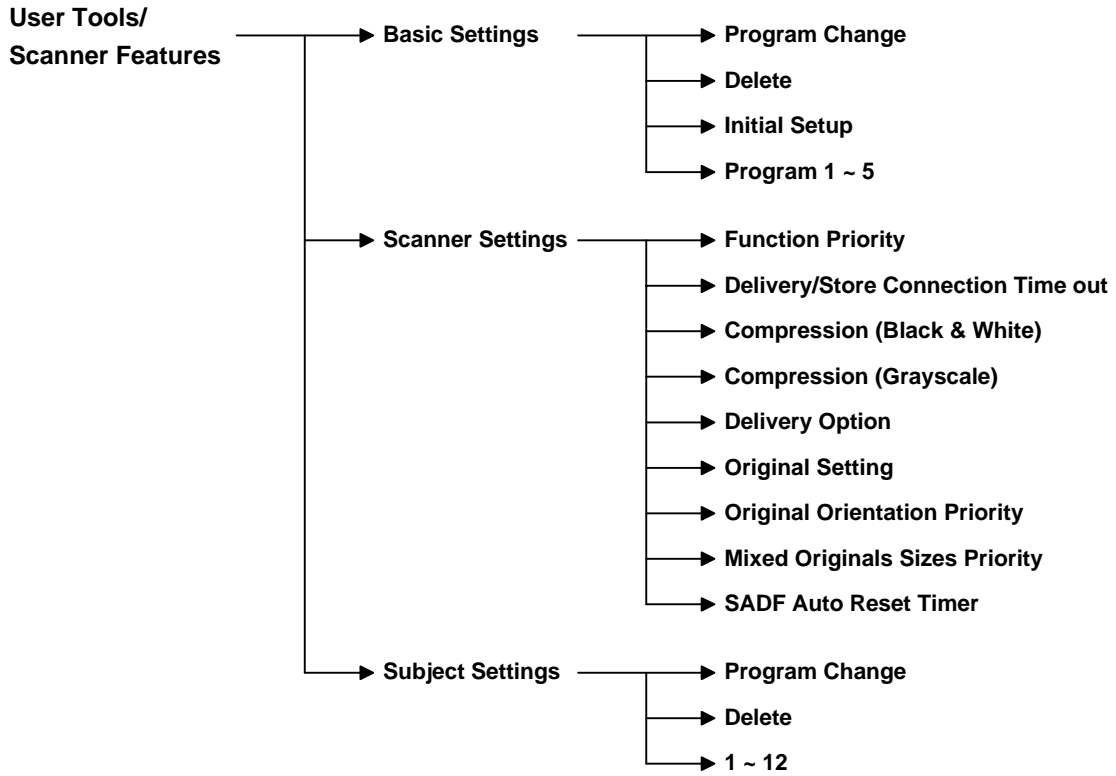 User Tools/
Scanner Features
Basic Settings
Program Change
Delete
Initial Setup
Program 1 ~ 5
Scanner Settings
Function Priority
Delivery/Store Connection Time out
Compression (Black & White)
Compression (Grayscale)
Delivery Option
Original Setting
Original Orientation Priority
Mixed Originals Sizes Priority
SADF Auto Reset Timer
Subject Settings
Program Change
Delete
1 ~ 12